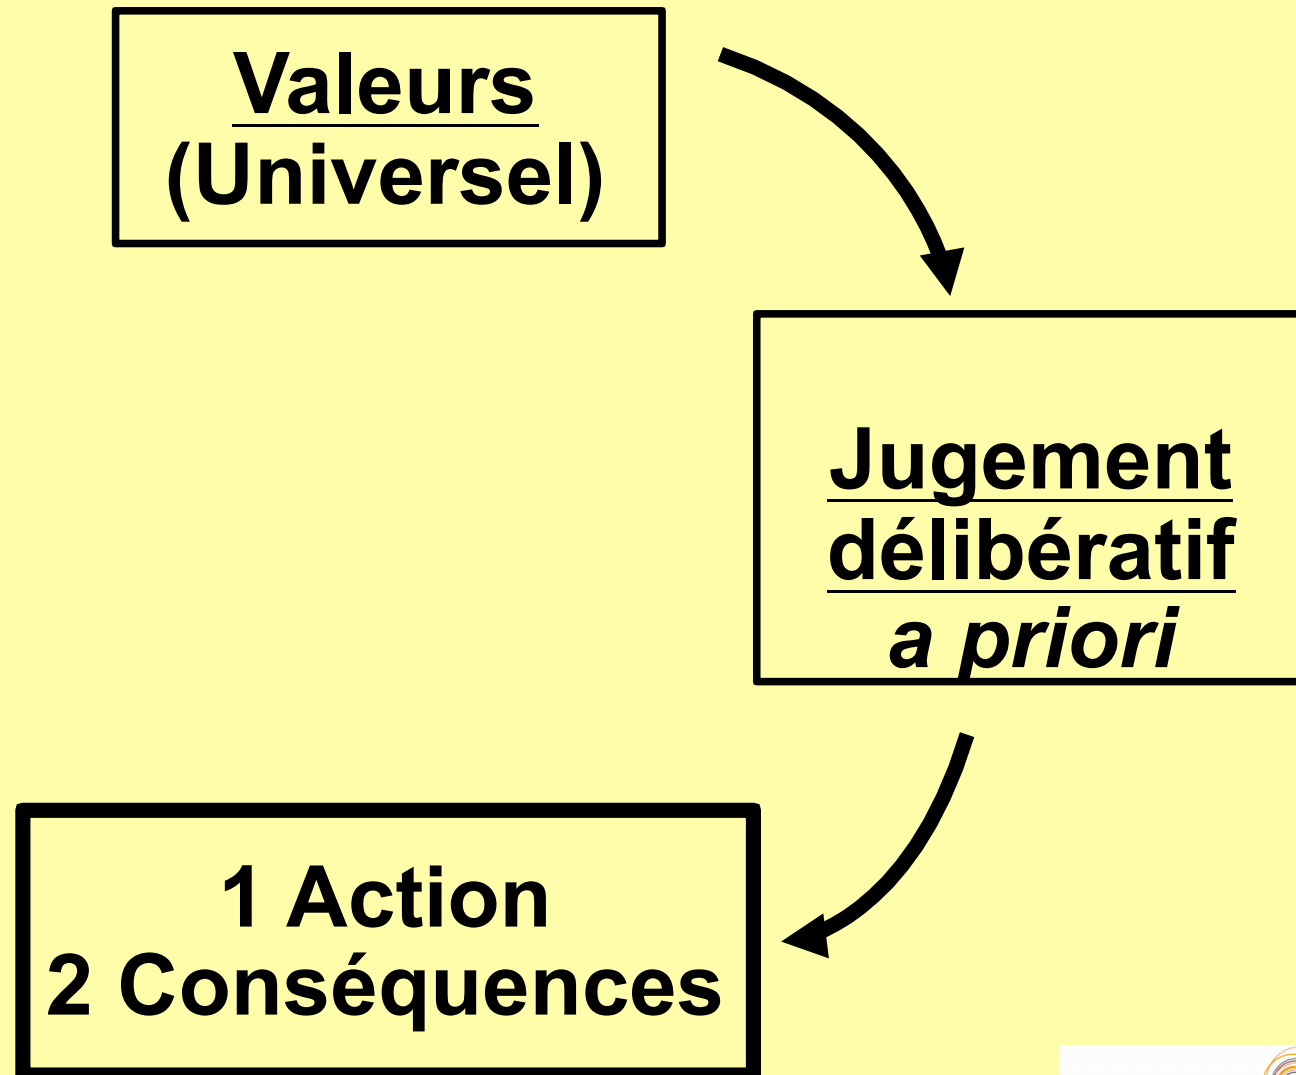 Valeurs
(Universel)
Jugement
délibératif
a priori
1 Action
2 Conséquences